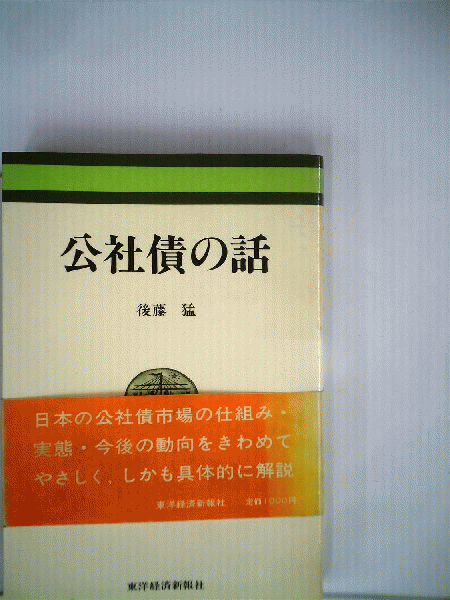 公社債の話
後藤 猛
日本の公社債市場の仕組み・
実態・今後の動向をきわめて
やさしく、しかも具体的に解説
東洋経済新報社 定価1000円
東洋経済新報社